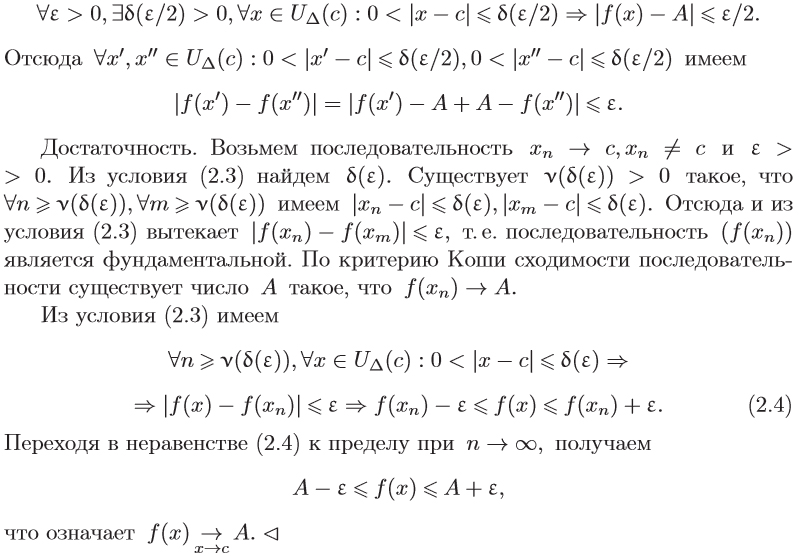 ∀ε > 0, ∃δ(ε/2) > 0, ∀x ∈ U_Δ(c) : 0 < |x − c| ⩽ δ(ε/2) ⇒ |f(x) − A| ⩽ ε/2.
Отсюда ∀x′, x″ ∈ U_Δ(c) : 0 < |x′ − c| ⩽ δ(ε/2), 0 < |x″ − c| ⩽ δ(ε/2) имеем
|f(x′) − f(x″)| = |f(x′) − A + A − f(x″)| ⩽ ε.
Достаточность. Возьмем последовательность x_n → c, x_n ≠ c и ε >
> 0. Из условия (2.3) найдем δ(ε). Существует ν(δ(ε)) > 0 такое, что
∀n ⩾ ν(δ(ε)), ∀m ⩾ ν(δ(ε)) имеем |x_n − c| ⩽ δ(ε), |x_m − c| ⩽ δ(ε). Отсюда и из
условия (2.3) вытекает |f(x_n) − f(x_m)| ⩽ ε, т. е. последовательность (f(x_n))
является фундаментальной. По критерию Коши сходимости последователь-
ности существует число A такое, что f(x_n) → A.
Из условия (2.3) имеем
∀n ⩾ ν(δ(ε)), ∀x ∈ U_Δ(c) : 0 < |x − c| ⩽ δ(ε) ⇒
⇒ |f(x) − f(x_n)| ⩽ ε ⇒ f(x_n) − ε ⩽ f(x) ⩽ f(x_n) + ε. (2.4)
Переходя в неравенстве (2.4) к пределу при n → ∞, получаем
A − ε ⩽ f(x) ⩽ A + ε,
что означает f(x) →_{x→c} A. ⊲